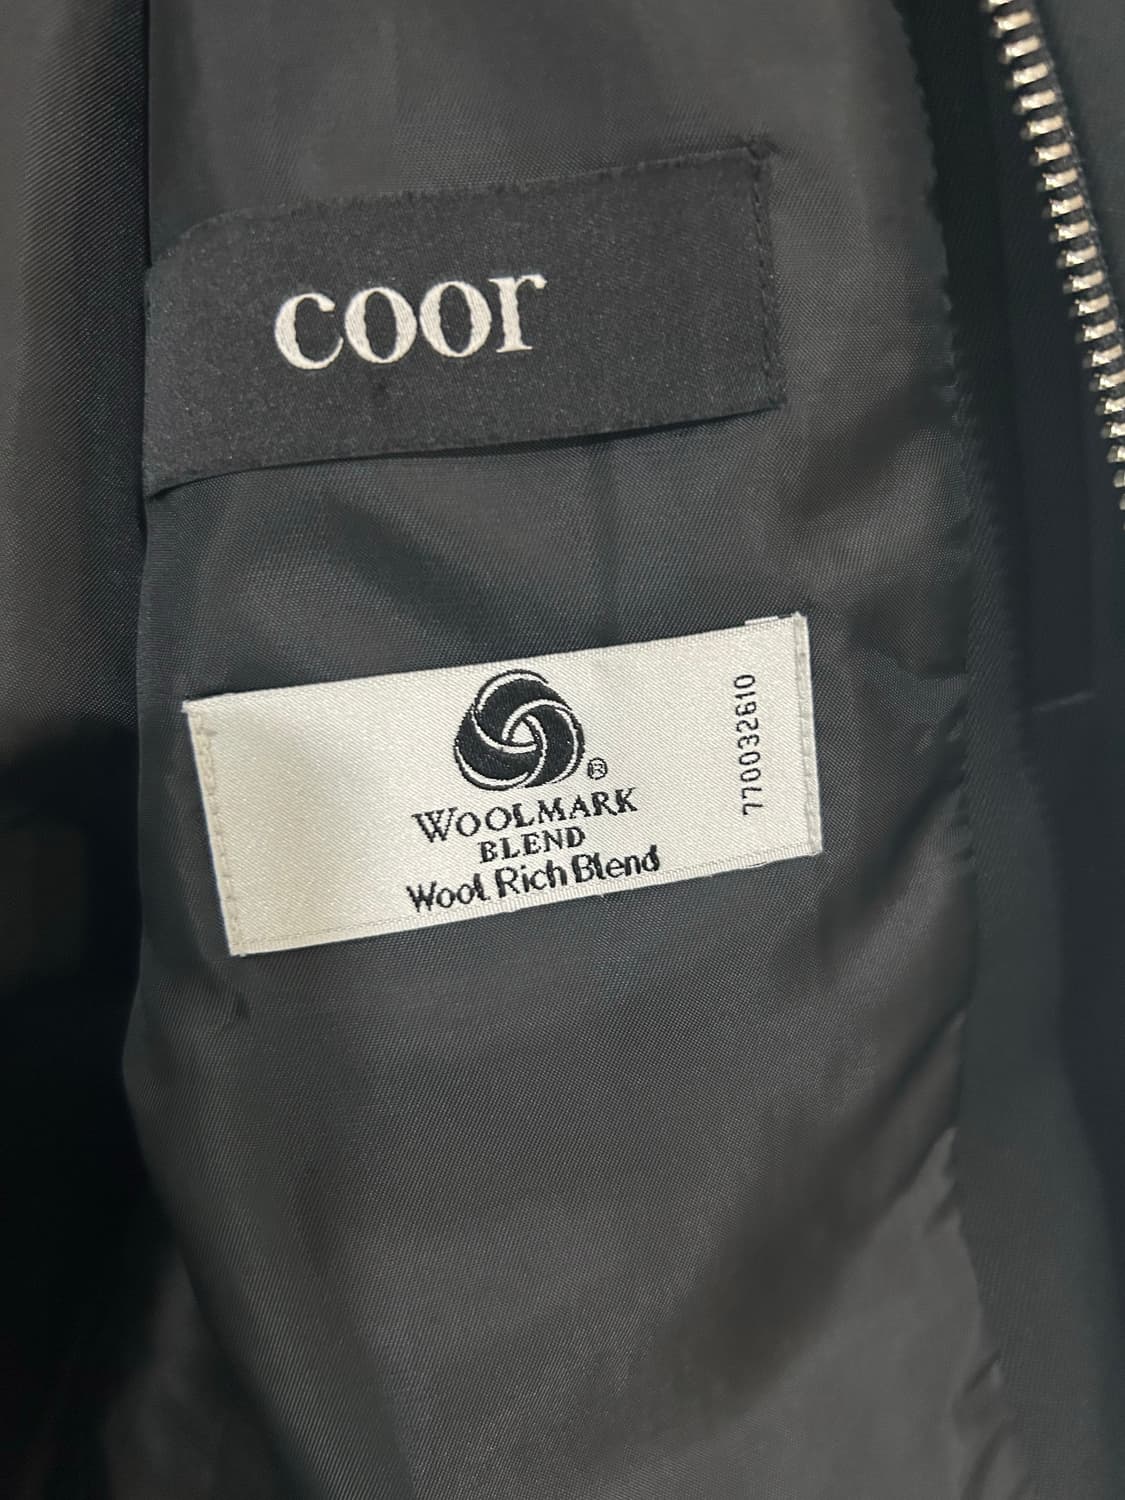 coor
®
WOOLMARK
BLEND
Wool Rich Blend
770032610